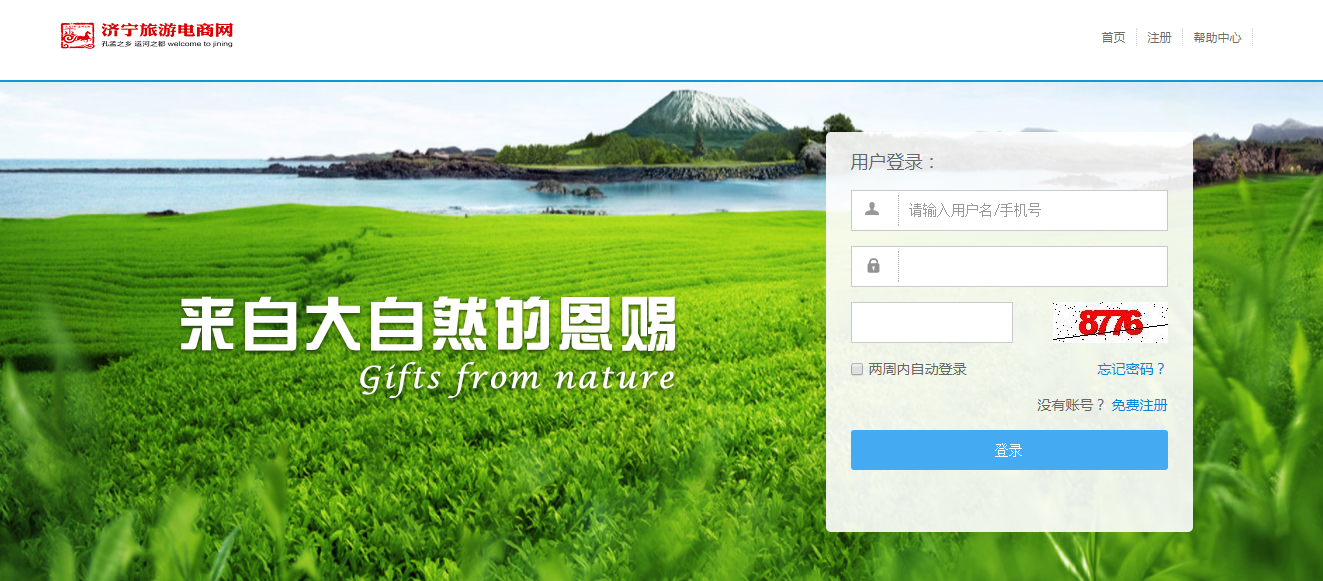 济宁旅游电商网
孔孟之乡 运河之都 welcome to jining
首页 注册 帮助中心
用户登录：
请输入用户名/手机号
8776
两周内自动登录 忘记密码？
没有账号？ 免费注册
登录
来自大自然的恩赐
Gifts from nature